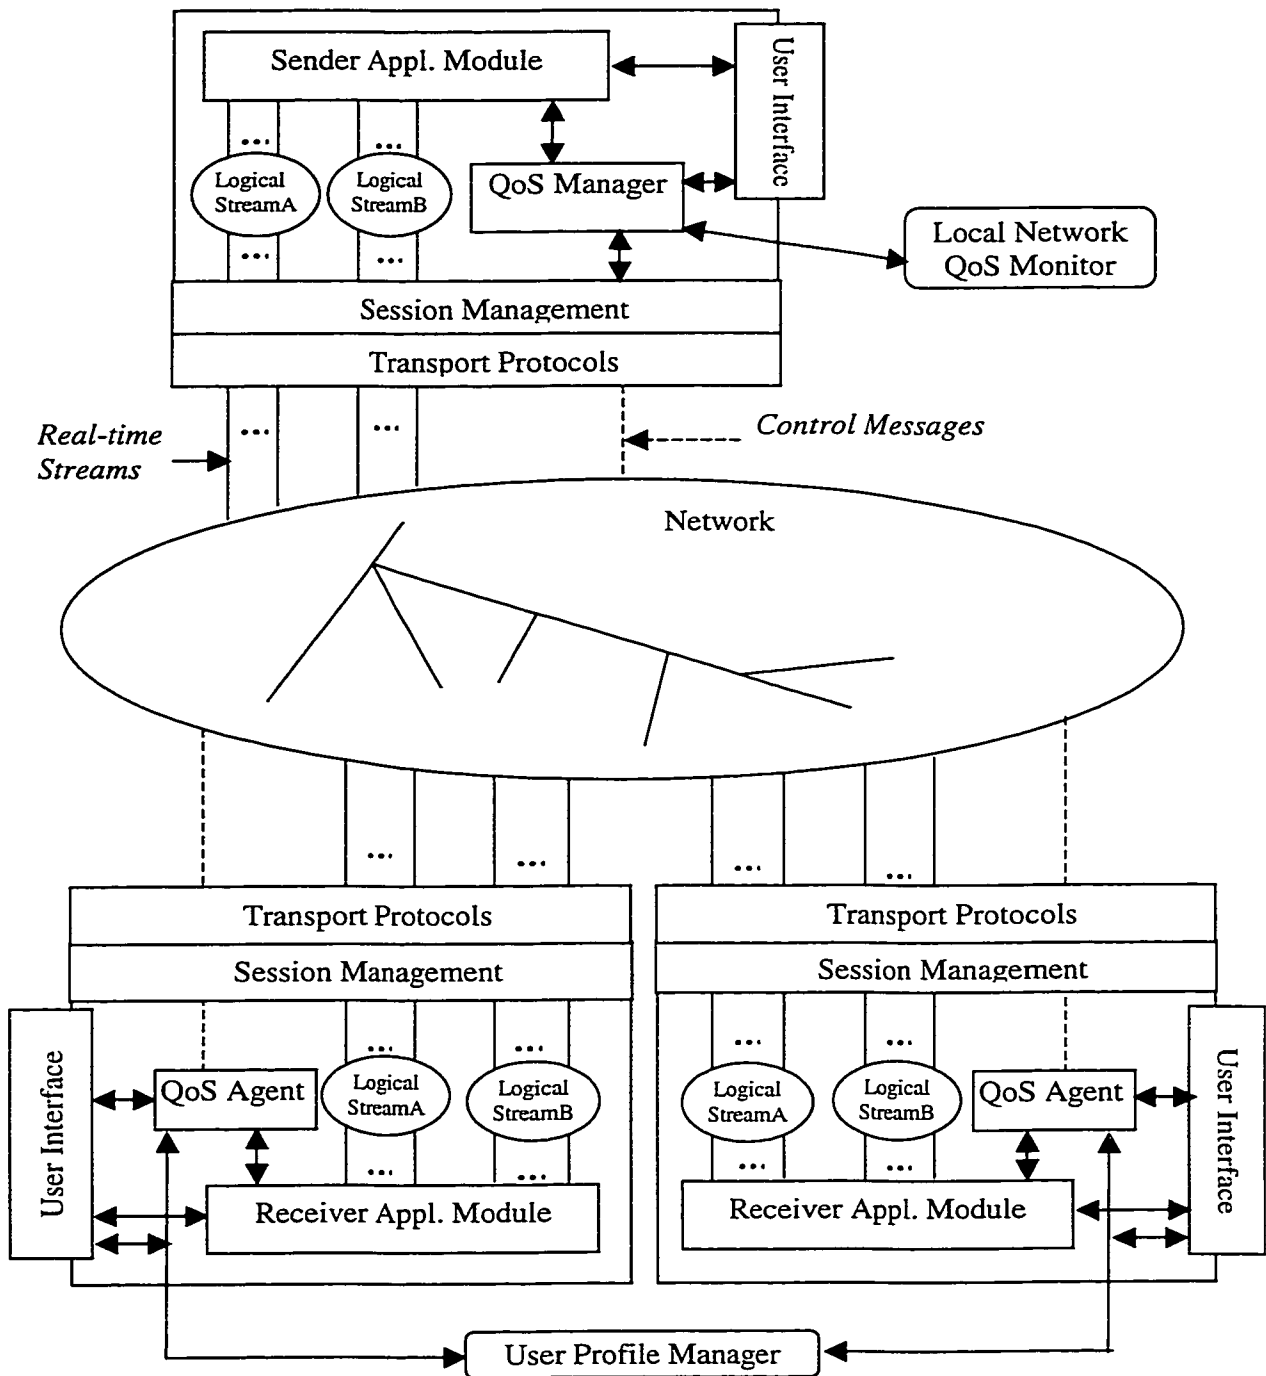 Sender Appl. Module
User Interface
...
...
Logical
StreamA
Logical
StreamB
QoS Manager
...
...
Local Network
QoS Monitor
Session Management
Transport Protocols
Real-time
Streams
...
...
Control Messages
Network
...
...
...
...
Transport Protocols
Session Management
Transport Protocols
Session Management
User Interface
QoS Agent
...
...
Logical
StreamA
Logical
StreamB
...
...
Receiver Appl. Module
...
...
Logical
StreamA
Logical
StreamB
QoS Agent
User Interface
...
...
Receiver Appl. Module
User Profile Manager